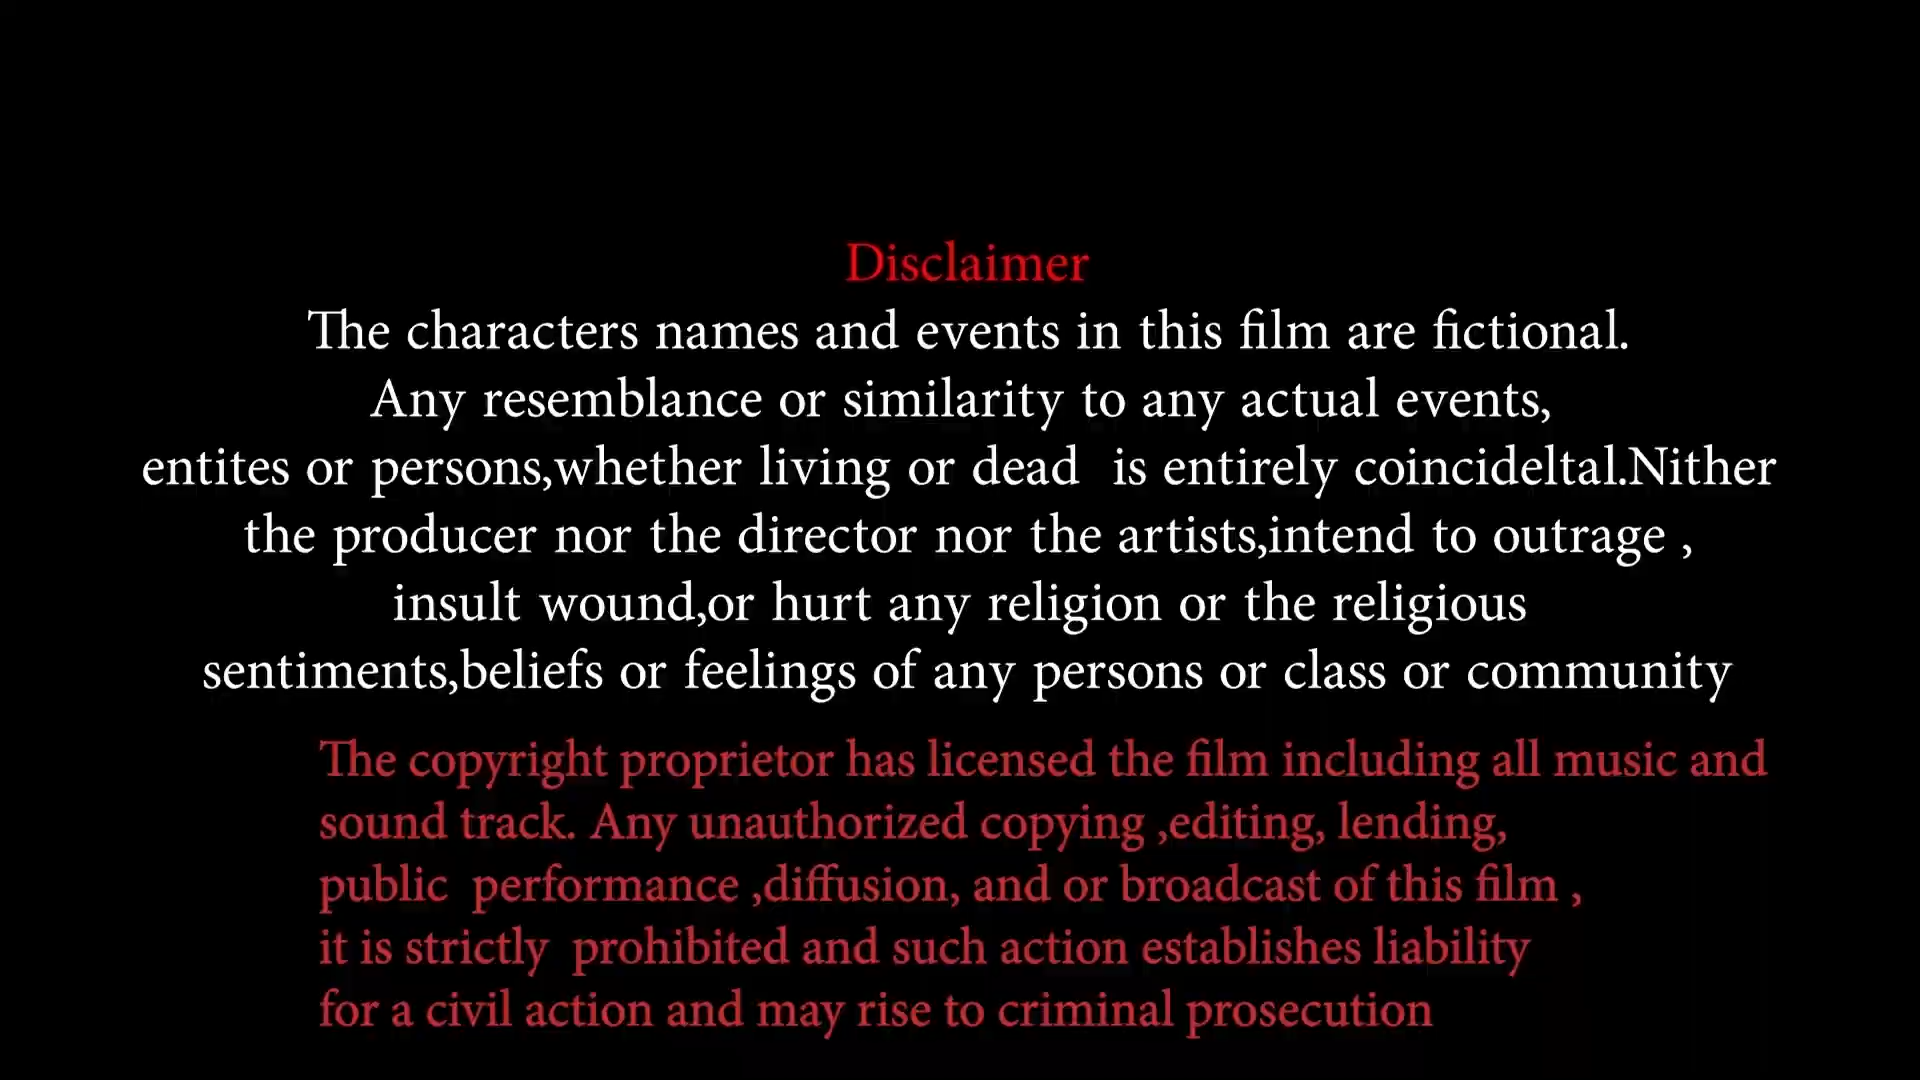 Disclaimer
The characters names and events in this film are fictional.
Any resemblance or similarity to any actual events,
entites or persons,whether living or dead  is entirely coincideltal.Nither
the producer nor the director nor the artists,intend to outrage ,
insult wound,or hurt any religion or the religious
sentiments,beliefs or feelings of any persons or class or community
The copyright proprietor has licensed the film including all music and
sound track. Any unauthorized copying ,editing, lending,
public  performance ,diffusion, and or broadcast of this film ,
it is strictly  prohibited and such action establishes liability
for a civil action and may rise to criminal prosecution